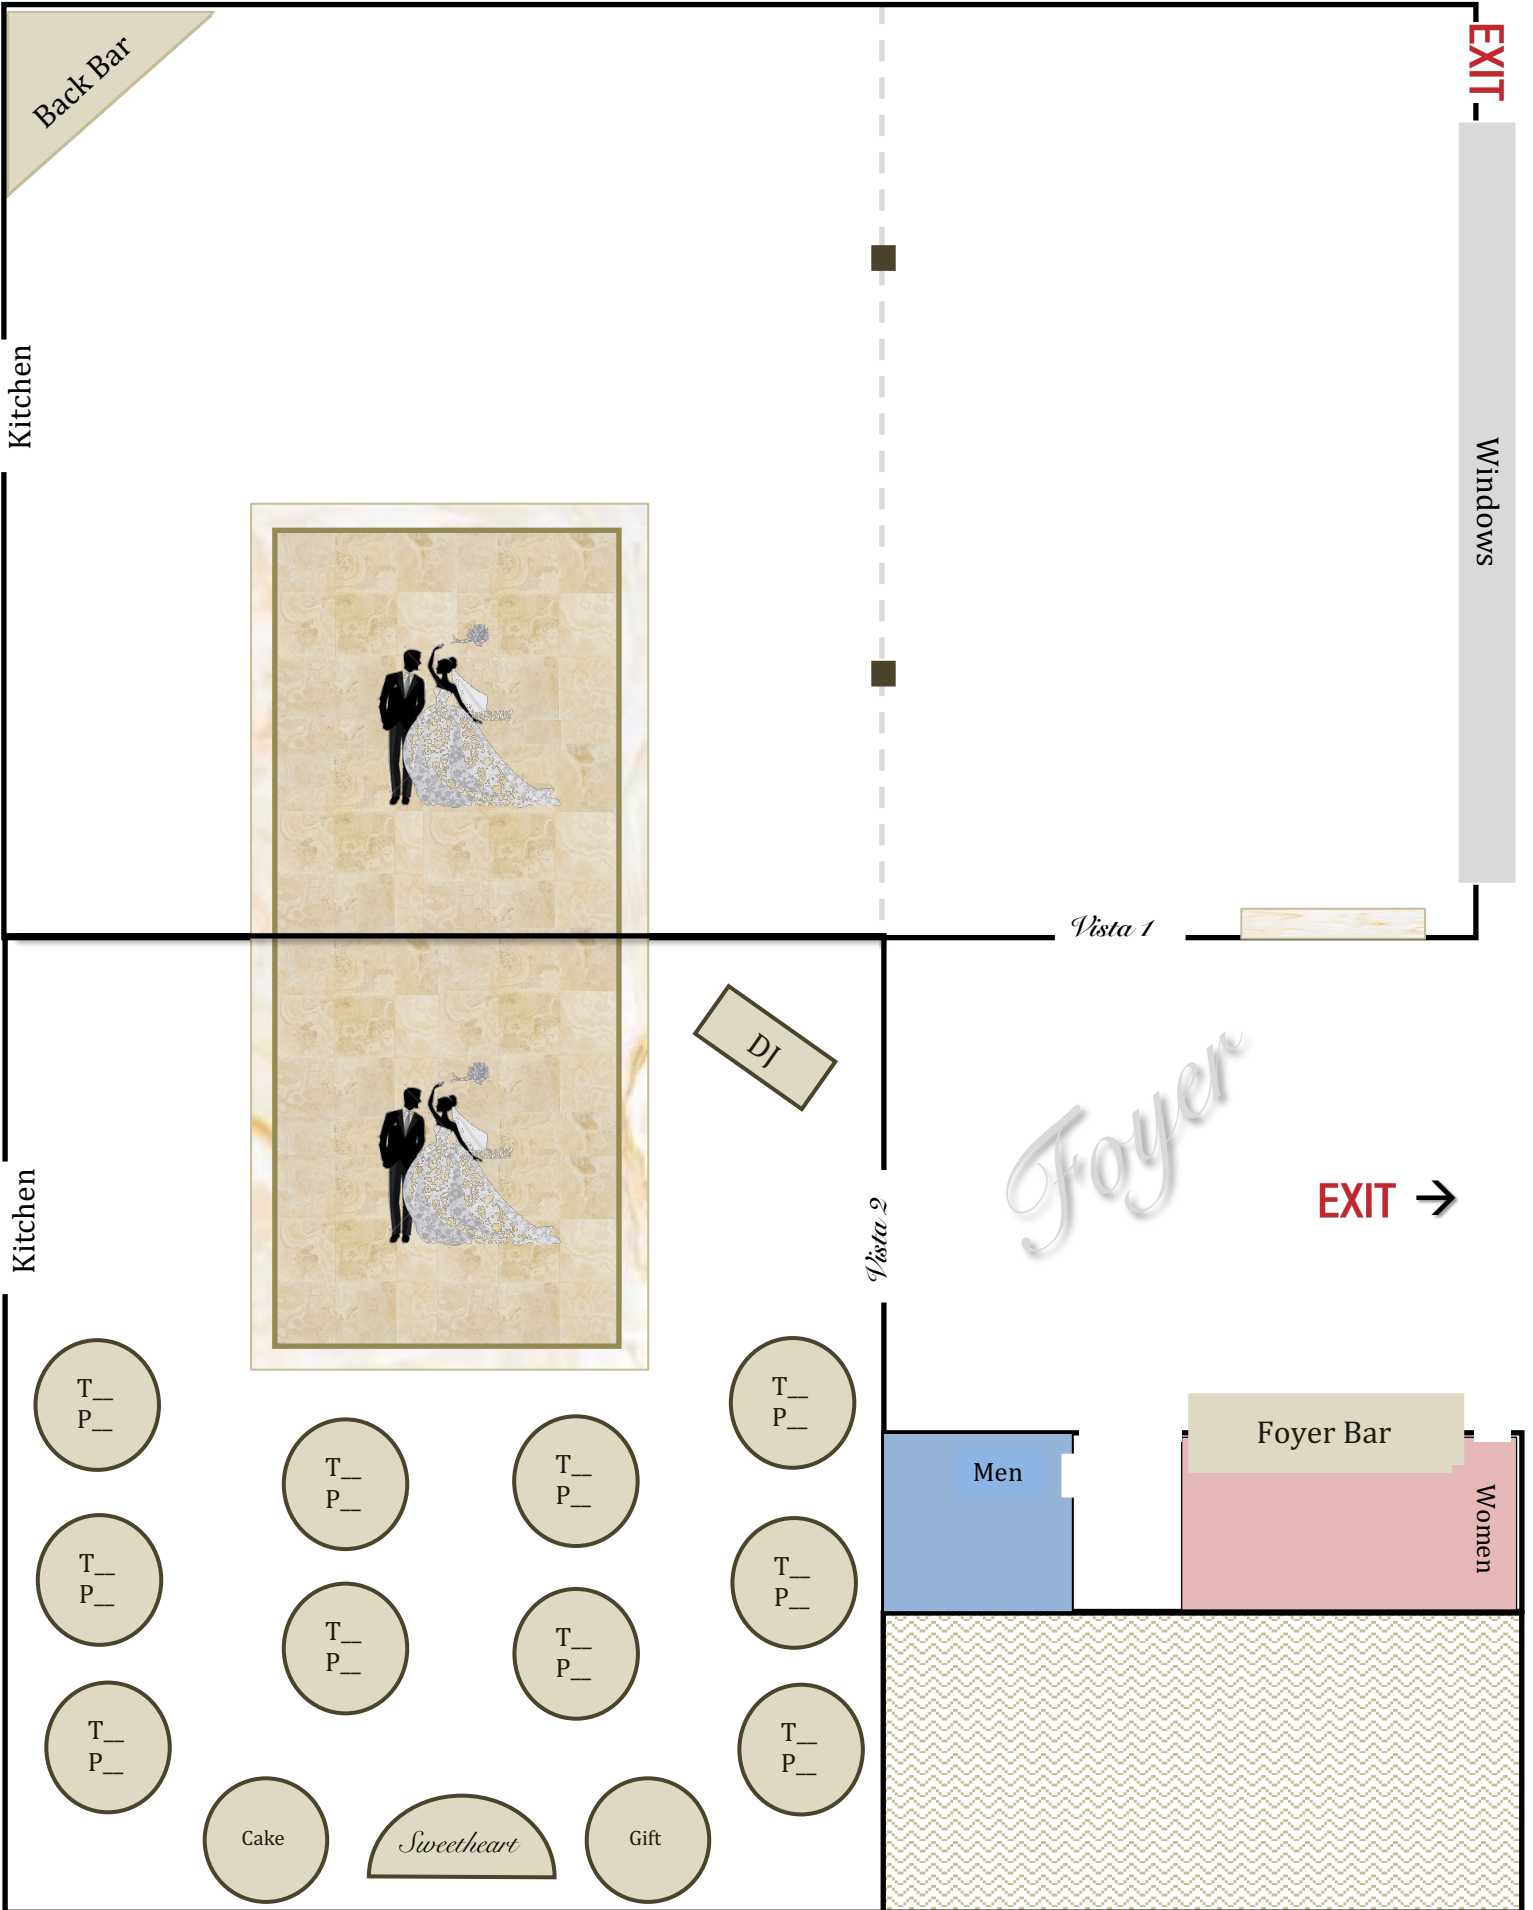 EXIT
Back Bar
Kitchen
Windows
Vista 1
DJ
Foyer
Kitchen
Vista 2
EXIT →
T__
P__
T__
P__
T__
P__
T__
P__
Foyer Bar
Men
Women
T__
P__
T__
P__
T__
P__
T__
P__
T__
P__
T__
P__
Cake
Sweetheart
Gift